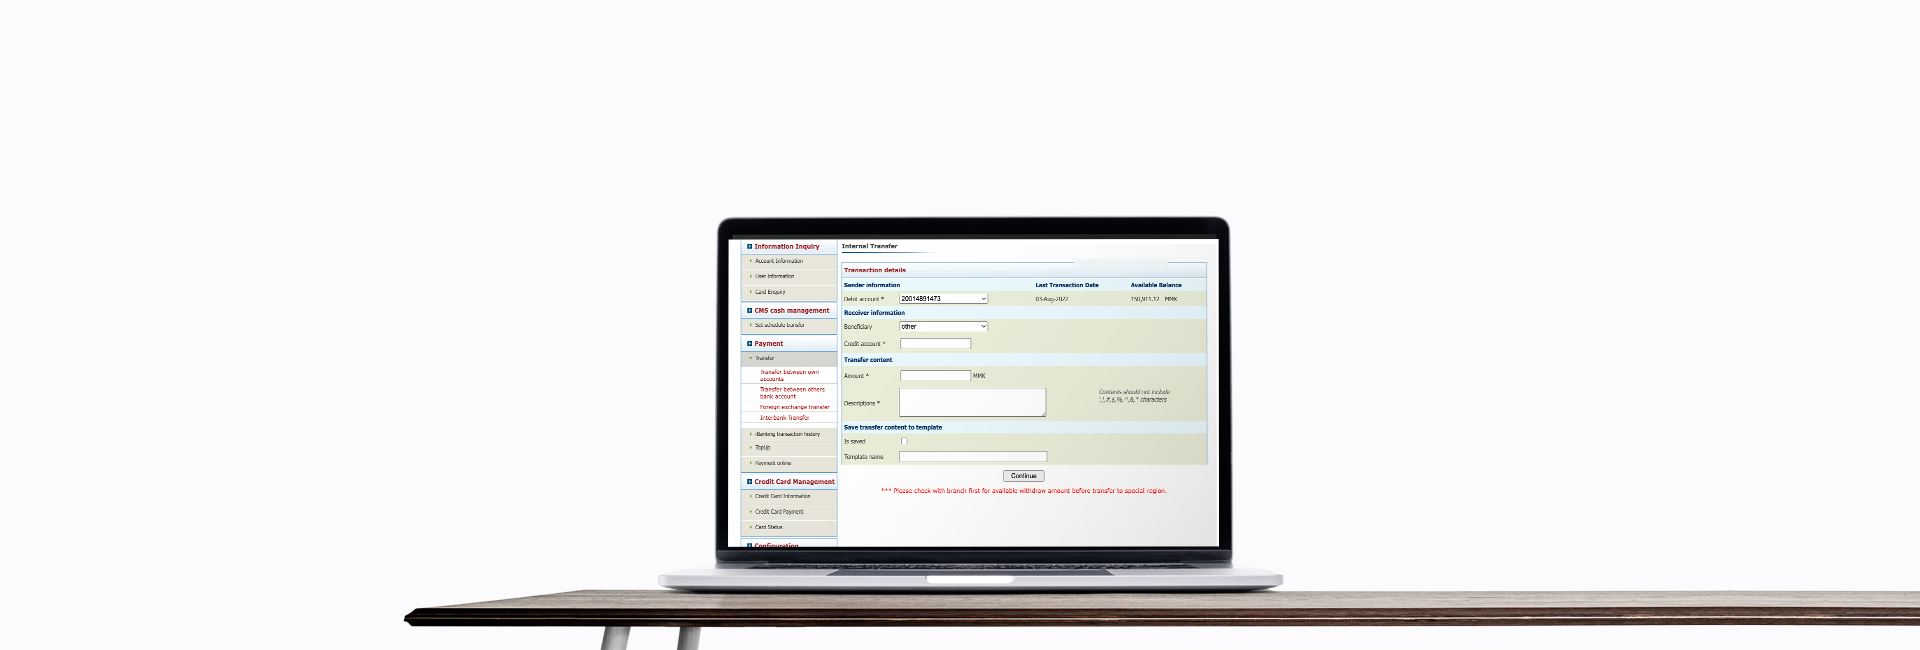 Information Inquiry
Account Information
User Information
Card Enquiry
CMS cash management
Set schedule transfer
Payment
Transfer
Transfer between own
accounts
Transfer between others
bank account
Foreign exchange transfer
Interbank Transfer
iBanking transaction history
TopUp
Payment online
Credit Card Management
Credit Card Information
Credit Card Payment
Card Status
Configuration
Internal Transfer
Transaction details
Sender information Last Transaction Date Available Balance
Debit account * 20014891473 03-Aug-2022 150,911.12 MMK
Receiver information
Beneficiary other
Credit account *
Transfer content
Amount * MMK
Descriptions *
Contents should not include
',!,#,$,%,^,&,* characters
Save transfer content to template
Is saved
Template name
Continue
*** Please check with branch first for available withdraw amount before transfer to special region.